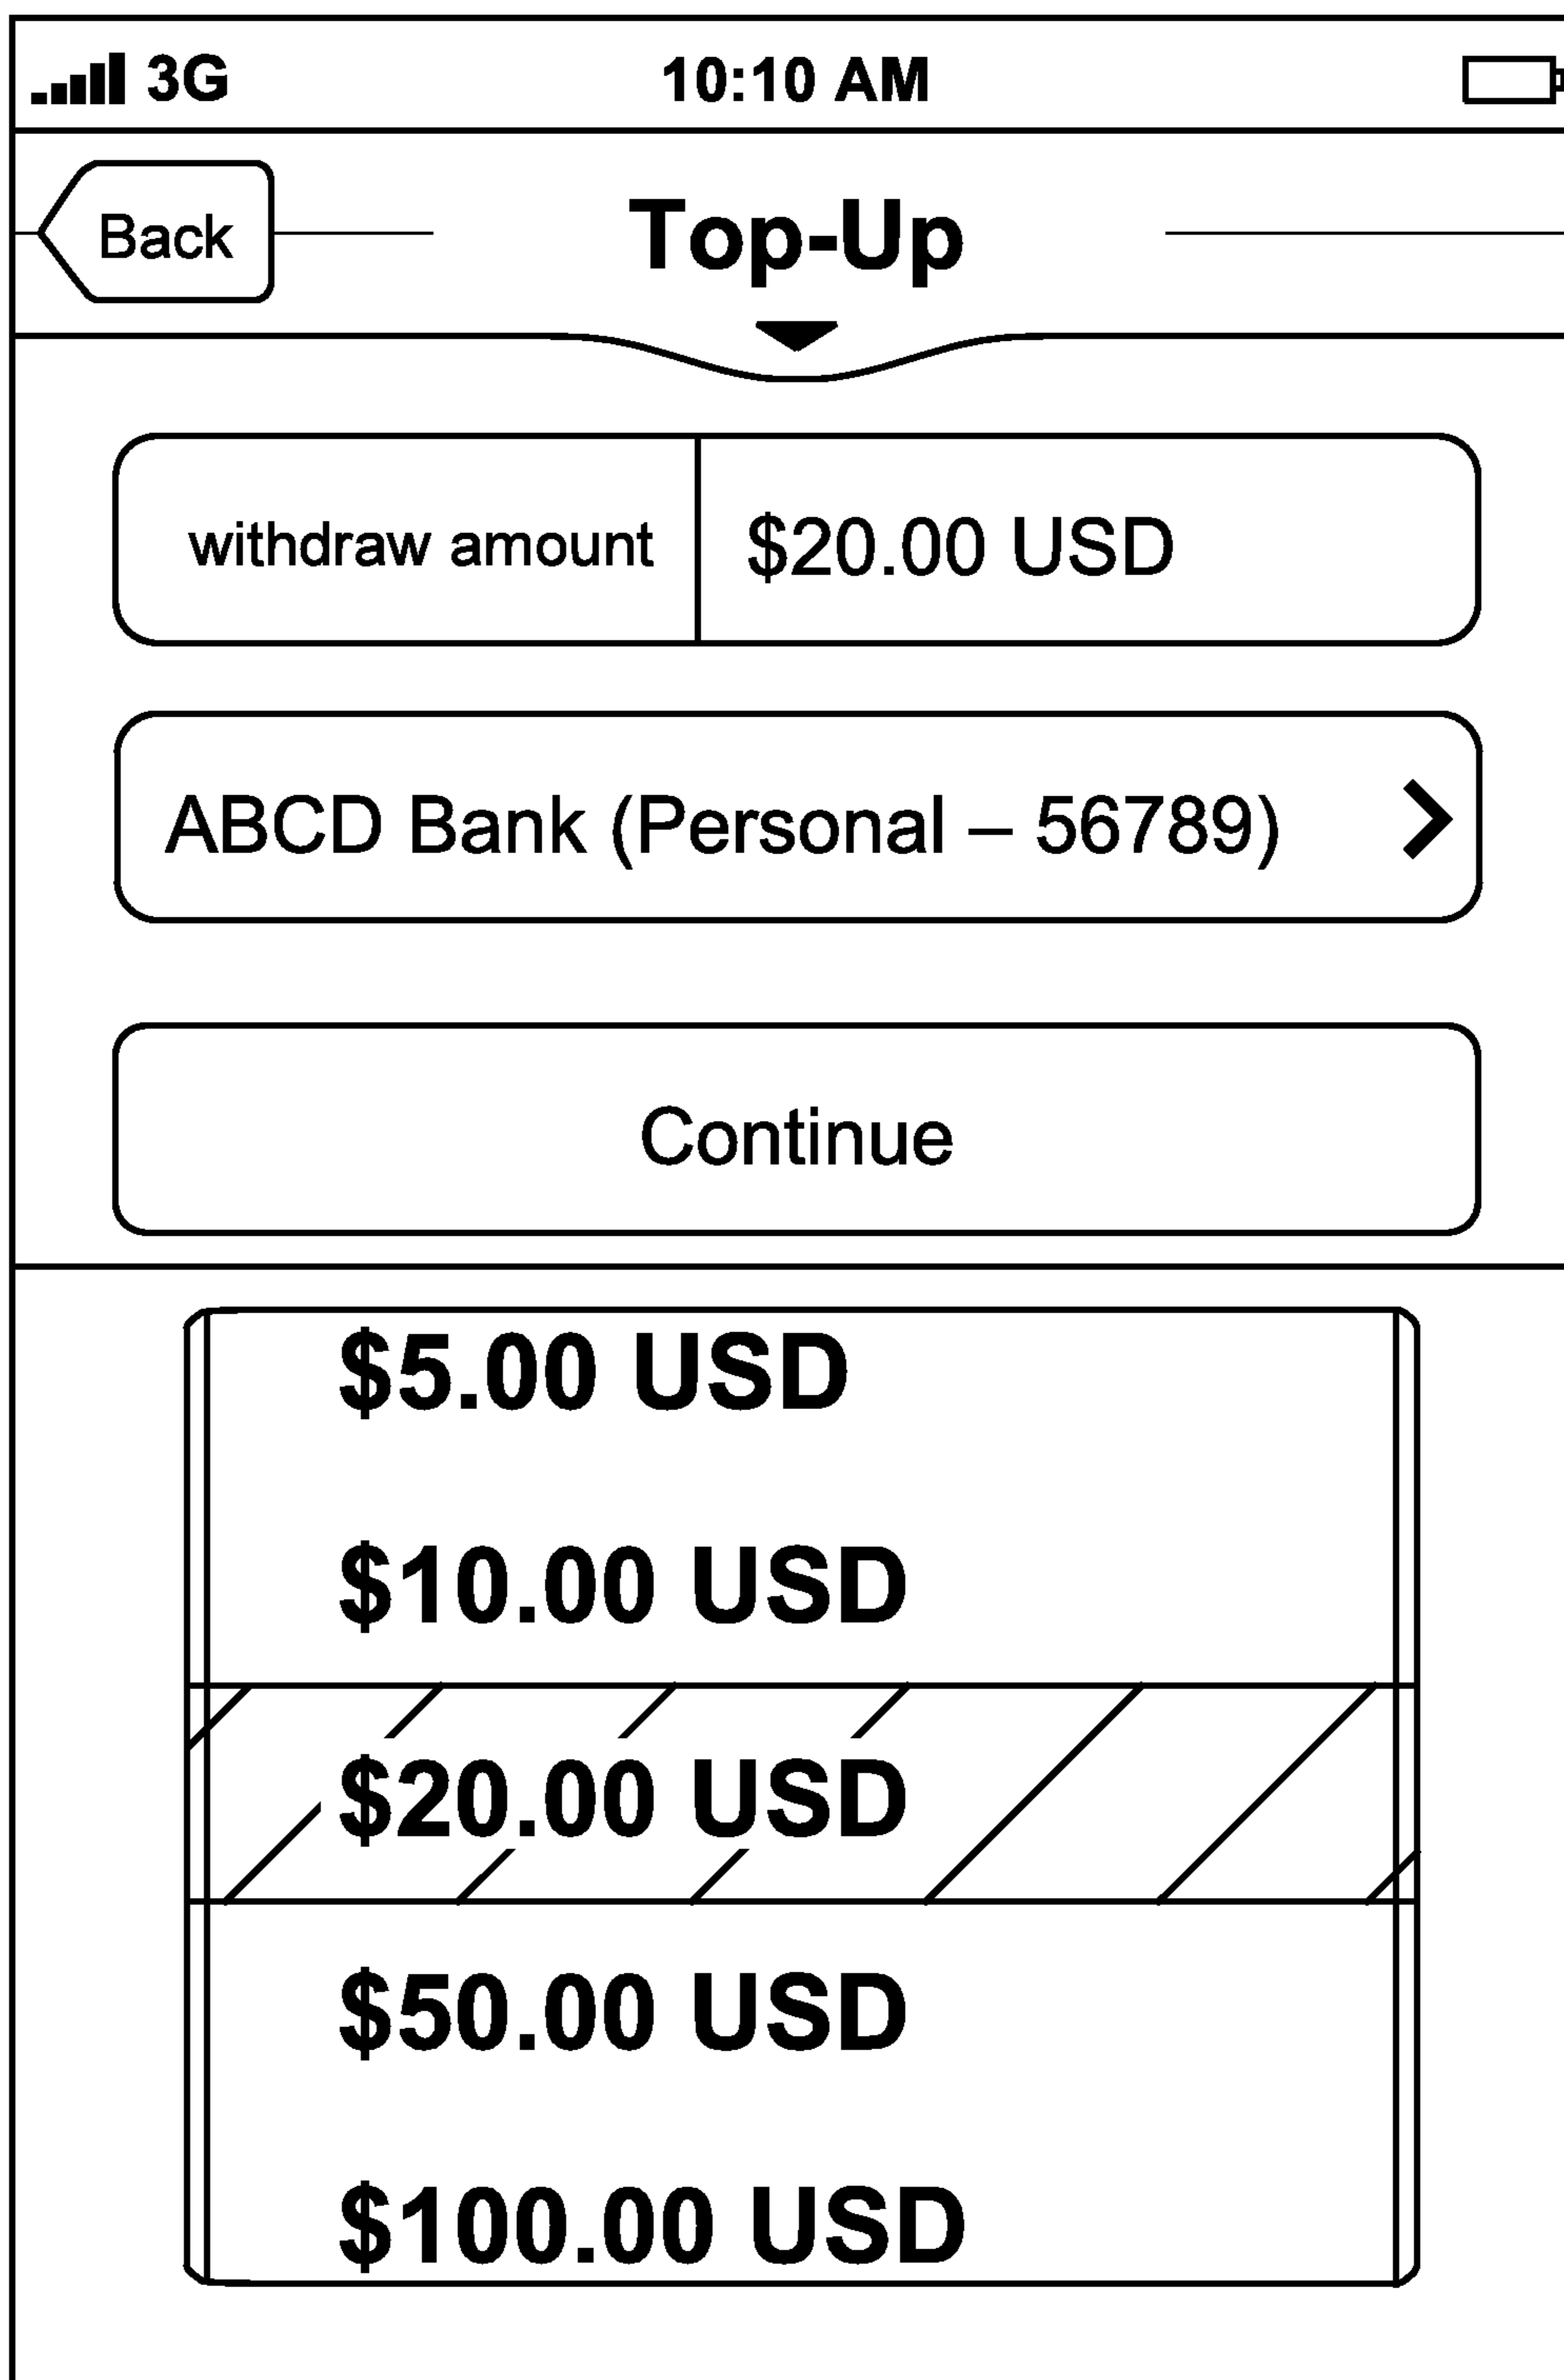 3G 10:10 AM
Back Top-Up
withdraw amount $20.00 USD
ABCD Bank (Personal – 56789)
Continue
$5.00 USD
$10.00 USD
$20.00 USD
$50.00 USD
$100.00 USD